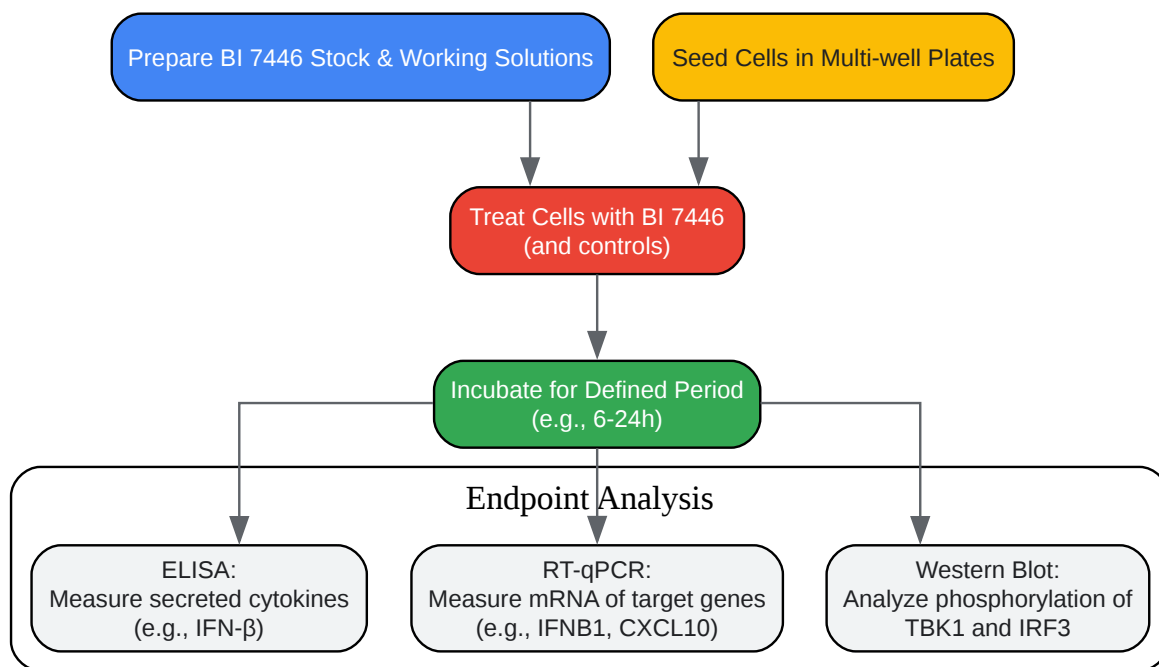 Prepare BI 7446 Stock & Working Solutions
Seed Cells in Multi-well Plates
Treat Cells with BI 7446
(and controls)
Incubate for Defined Period
(e.g., 6-24h)
Endpoint Analysis
ELISA:
Measure secreted cytokines
(e.g., IFN-β)
RT-qPCR:
Measure mRNA of target genes
(e.g., IFNB1, CXCL10)
Western Blot:
Analyze phosphorylation of
TBK1 and IRF3